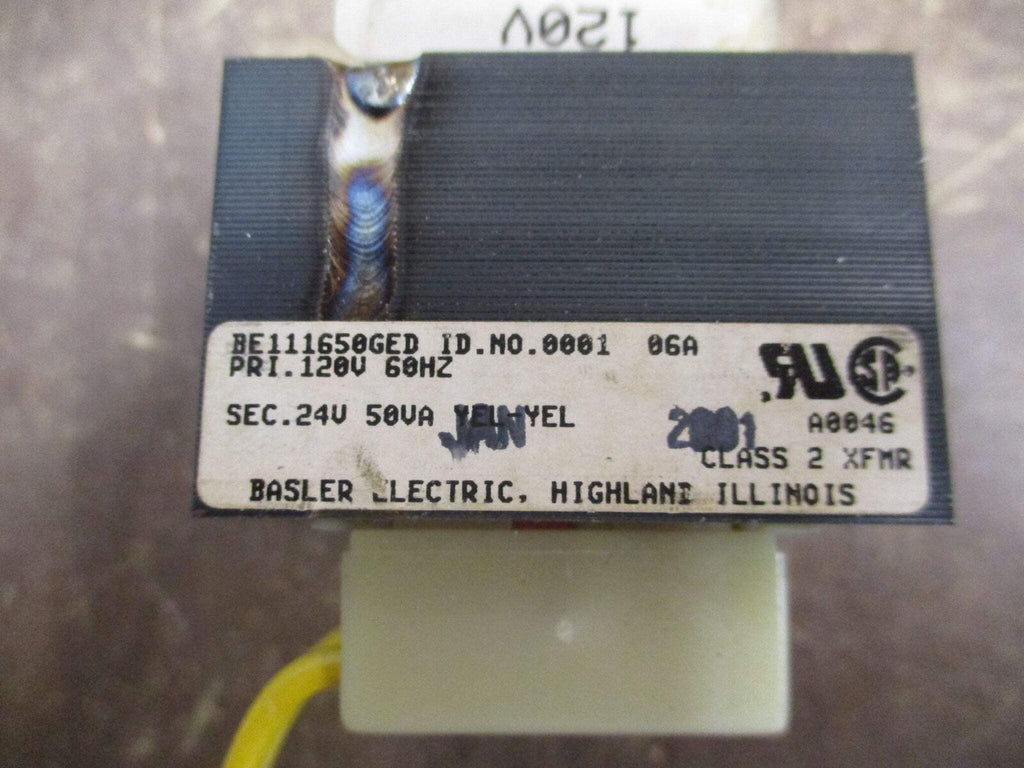 120V
BE111650GED ID.NO.0001 06A
PRI.120V 60HZ
SEC.24V 50VA YEL-YEL
JAN 2001
A0046
CLASS 2 XFMR
BASLER ELECTRIC, HIGHLAND ILLINOIS